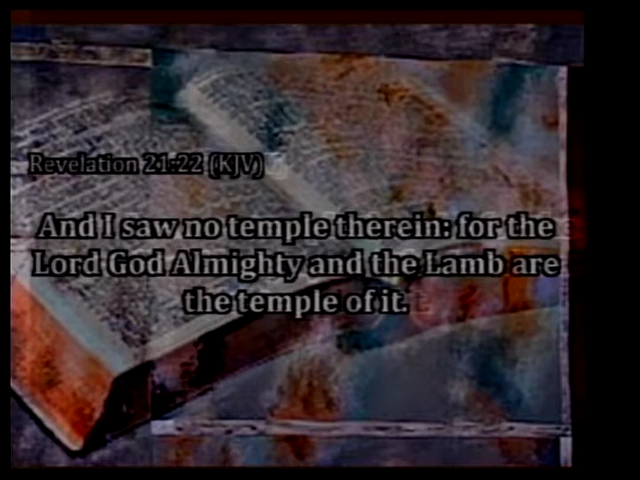 Revelation 21:22 (KJV)
And I saw no temple therein: for the
Lord God Almighty and the Lamb are
the temple of it.